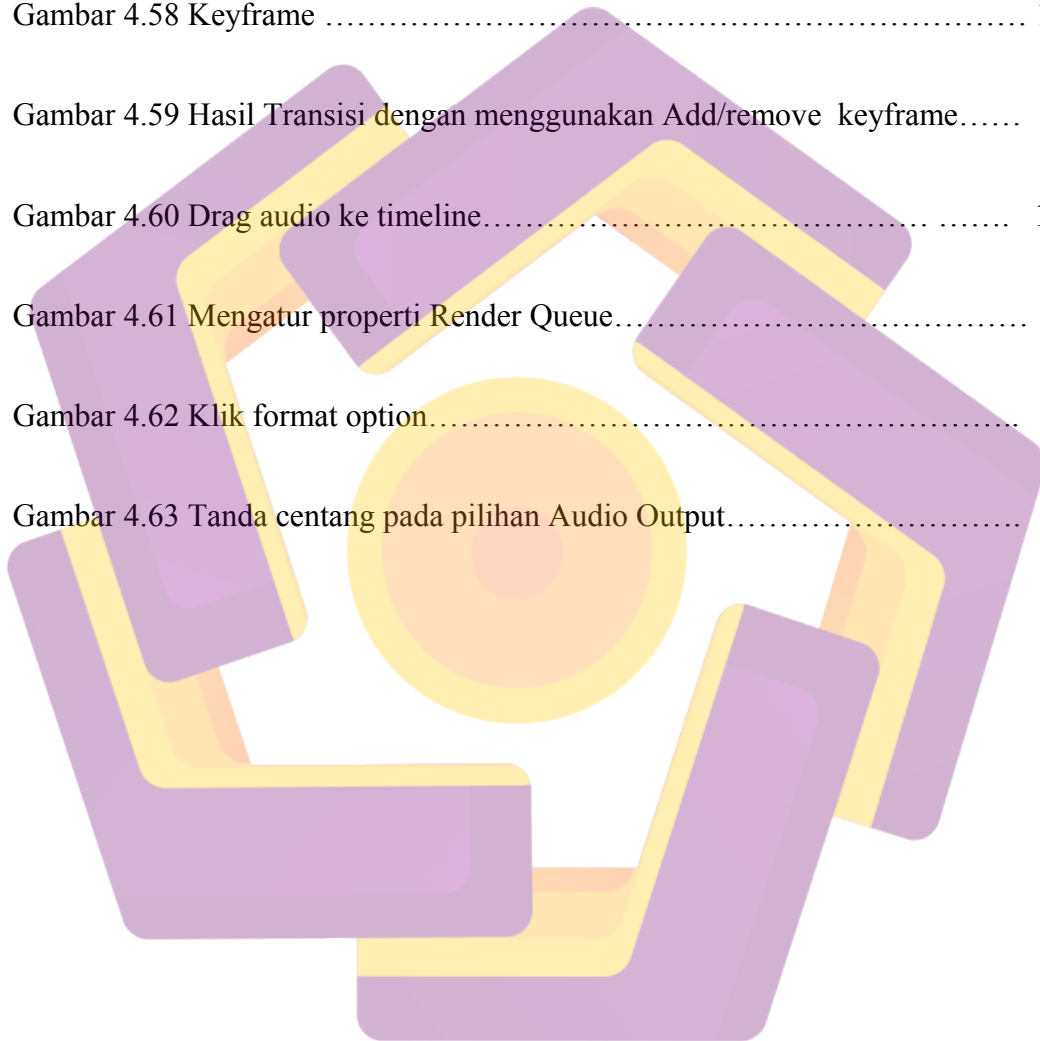 Gambar 4.58 Keyframe ……………………………………………………………
Gambar 4.59 Hasil Transisi dengan menggunakan Add/remove  keyframe……
Gambar 4.60 Drag audio ke timeline……………………………………… …….
Gambar 4.61 Mengatur properti Render Queue…………………………………
Gambar 4.62 Klik format option…………………………………………………..
Gambar 4.63 Tanda centang pada pilihan Audio Output……………………….